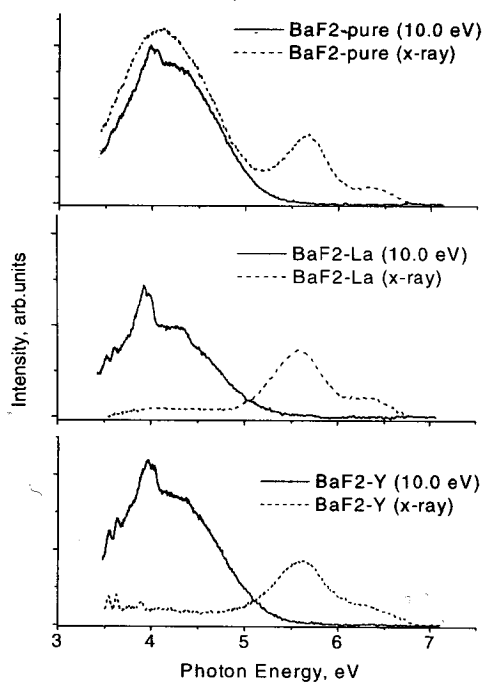 BaF2-pure (10.0 eV)
BaF2-pure (x-ray)
BaF2-La (10.0 eV)
BaF2-La (x-ray)
BaF2-Y (10.0 eV)
BaF2-Y (x-ray)
Intensity, arb.units
3 4 5 6 7
Photon Energy, eV